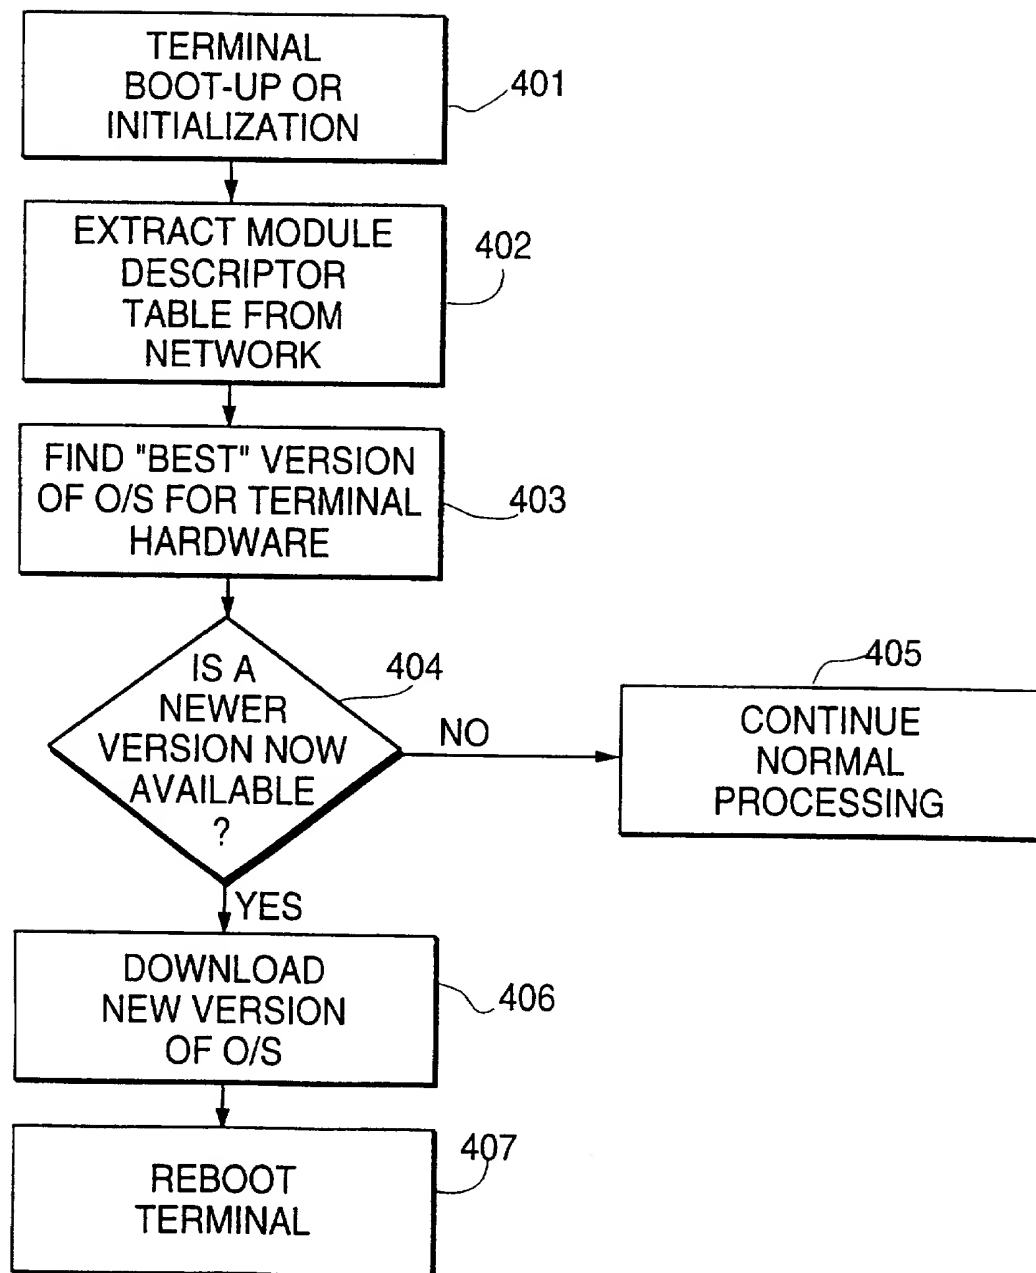 TERMINAL
BOOT-UP OR
INITIALIZATION
401
EXTRACT MODULE
DESCRIPTOR
TABLE FROM
NETWORK
402
FIND "BEST" VERSION
OF O/S FOR TERMINAL
HARDWARE
403
IS A
NEWER
VERSION NOW
AVAILABLE
?
404
NO
405
CONTINUE
NORMAL
PROCESSING
YES
DOWNLOAD
NEW VERSION
OF O/S
406
REBOOT
TERMINAL
407